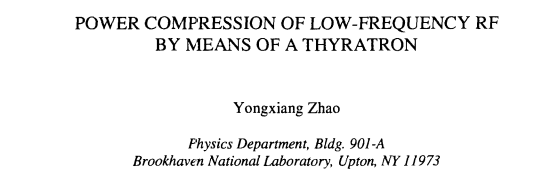 POWER COMPRESSION OF LOW-FREQUENCY RF
BY MEANS OF A THYRATRON
Yongxiang Zhao
Physics Department, Bldg. 901-A
Brookhaven National Laboratory, Upton, NY 11973